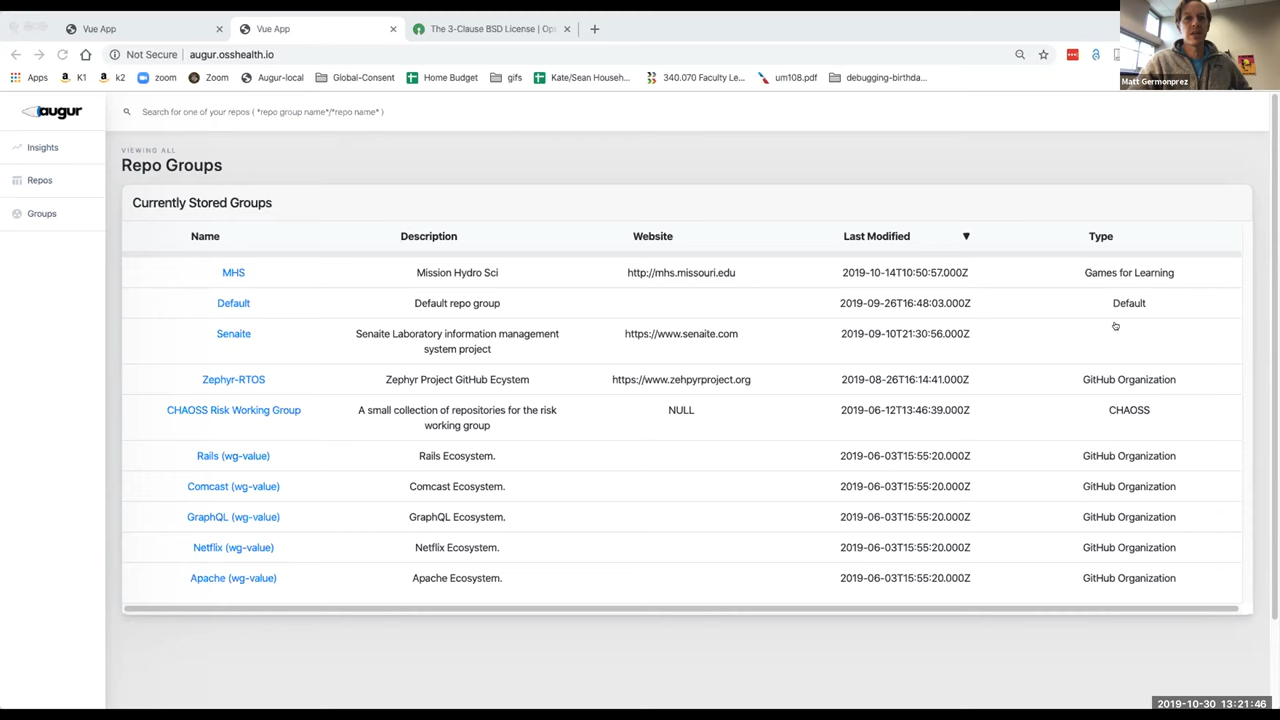 Vue App
Vue App
The 3-Clause BSD License | Op
Not Secure | augur.osshealth.io
Apps K1 k2 zoom Zoom Augur-local Global-Consent Home Budget gifs Kate/Sean Househ... 340.070 Faculty Le... um108.pdf debugging-birthda...
Matt Germonprez
augur
Search for one of your repos ( *repo group name*/*repo name* )
Insights
Repos
Groups
VIEWING ALL
Repo Groups
Currently Stored Groups
Name Description Website Last Modified ▼ Type
MHS Mission Hydro Sci http://mhs.missouri.edu 2019-10-14T10:50:57.000Z Games for Learning
Default Default repo group 2019-09-26T16:48:03.000Z Default
Senaite Senaite Laboratory information management https://www.senaite.com 2019-09-10T21:30:56.000Z
system project
Zephyr-RTOS Zephyr Project GitHub Ecystem https://www.zehpyrproject.org 2019-08-26T16:14:41.000Z GitHub Organization
CHAOSS Risk Working Group A small collection of repositories for the risk NULL 2019-06-12T13:46:39.000Z CHAOSS
working group
Rails (wg-value) Rails Ecosystem. 2019-06-03T15:55:20.000Z GitHub Organization
Comcast (wg-value) Comcast Ecosystem. 2019-06-03T15:55:20.000Z GitHub Organization
GraphQL (wg-value) GraphQL Ecosystem. 2019-06-03T15:55:20.000Z GitHub Organization
Netflix (wg-value) Netflix Ecosystem. 2019-06-03T15:55:20.000Z GitHub Organization
Apache (wg-value) Apache Ecosystem. 2019-06-03T15:55:20.000Z GitHub Organization
2019-10-30 13:21:46